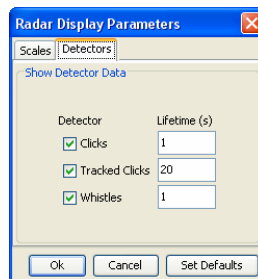 Radar Display Parameters
Scales Detectors
Show Detector Data
Detector Lifetime (s)
Clicks 1
Tracked Clicks 20
Whistles 1
Ok Cancel Set Defaults